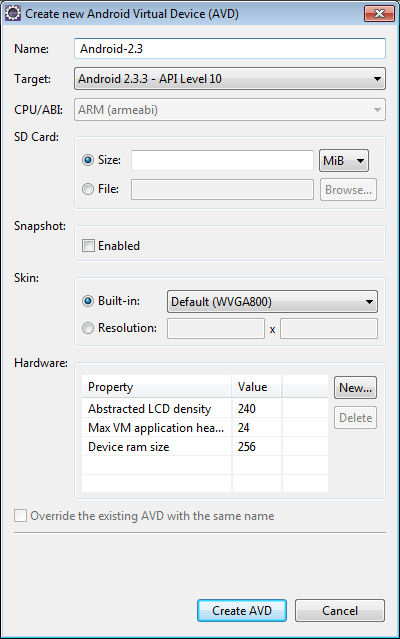 Create new Android Virtual Device (AVD)
Name: Android-2.3
Target: Android 2.3.3 - API Level 10
CPU/ABI: ARM (armeabi)
SD Card:
Size: MiB
File: Browse...
Snapshot:
Enabled
Skin:
Built-in: Default (WVGA800)
Resolution: x
Hardware:
Property Value New...
Abstracted LCD density 240 Delete
Max VM application hea... 24
Device ram size 256
Override the existing AVD with the same name
Create AVD Cancel